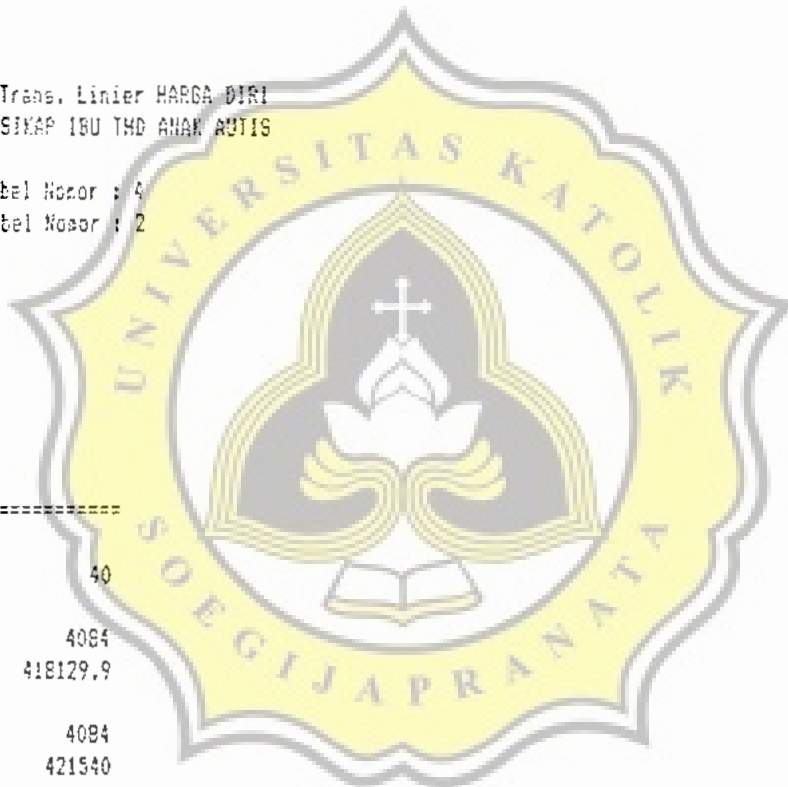 Trans. Linier HARGA DIRI
SIKAP IBU THD ANAK AUTIS
bel Nomor : 4
bel Nomor : 2
UNIVERSITAS KATOLIK
============
40
SOEGIJAPRANATA
4084
418129.9
4084
421540